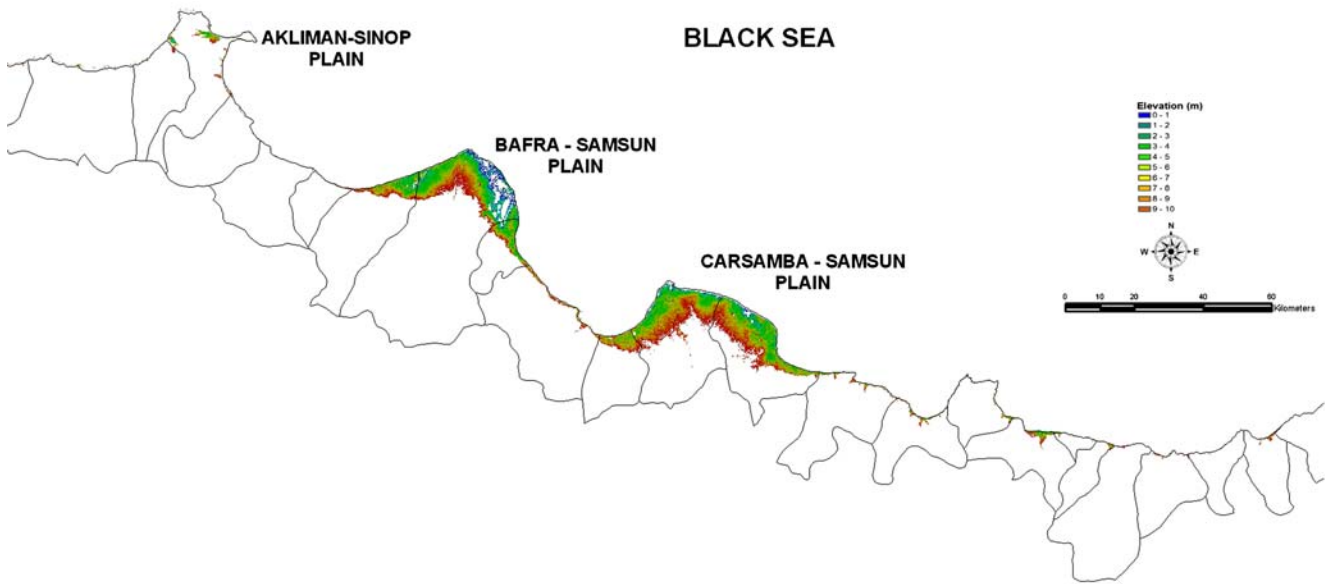 AKLIMAN-SINOP
PLAIN
BLACK SEA
BAFRA - SAMSUN
PLAIN
CARSAMBA - SAMSUN
PLAIN
Elevation (m)
0 - 1
1 - 2
2 - 3
3 - 4
4 - 5
5 - 6
6 - 7
7 - 8
8 - 9
9 - 10
N
W E
S
0 10 20 40 60
Kilometers